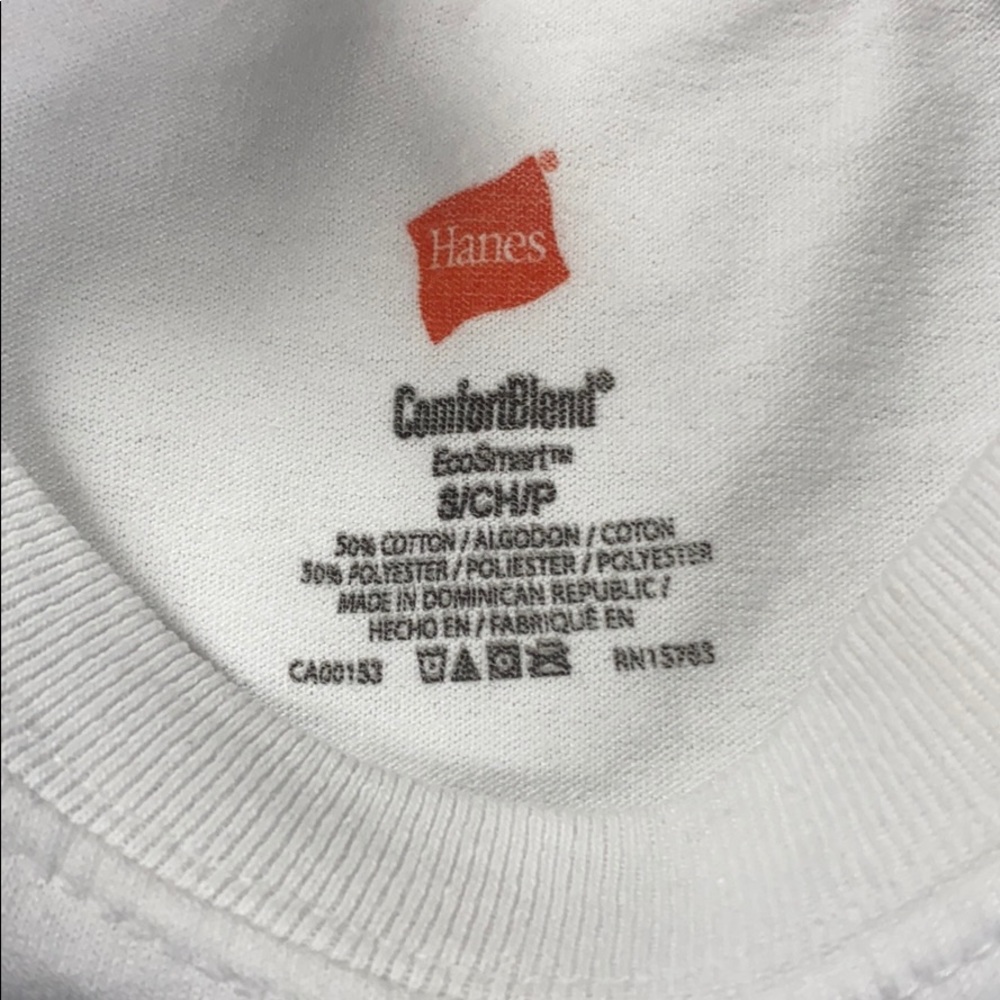 Hanes®
ComfortBlend®
EcoSmart™
S/CH/P
50% COTTON / ALGODON / COTON
50% POLYESTER / POLIESTER / POLYESTER
MADE IN DOMINICAN REPUBLIC /
HECHO EN / FABRIQUÉ EN
CA00153 RN15763